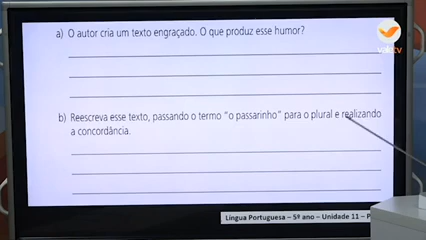 a) O autor cria um texto engraçado. O que produz esse humor?
b) Reescreva esse texto, passando o termo "o passarinho" para o plural e realizando
a concordância.
Língua Portuguesa – 5º ano – Unidade 11 – P